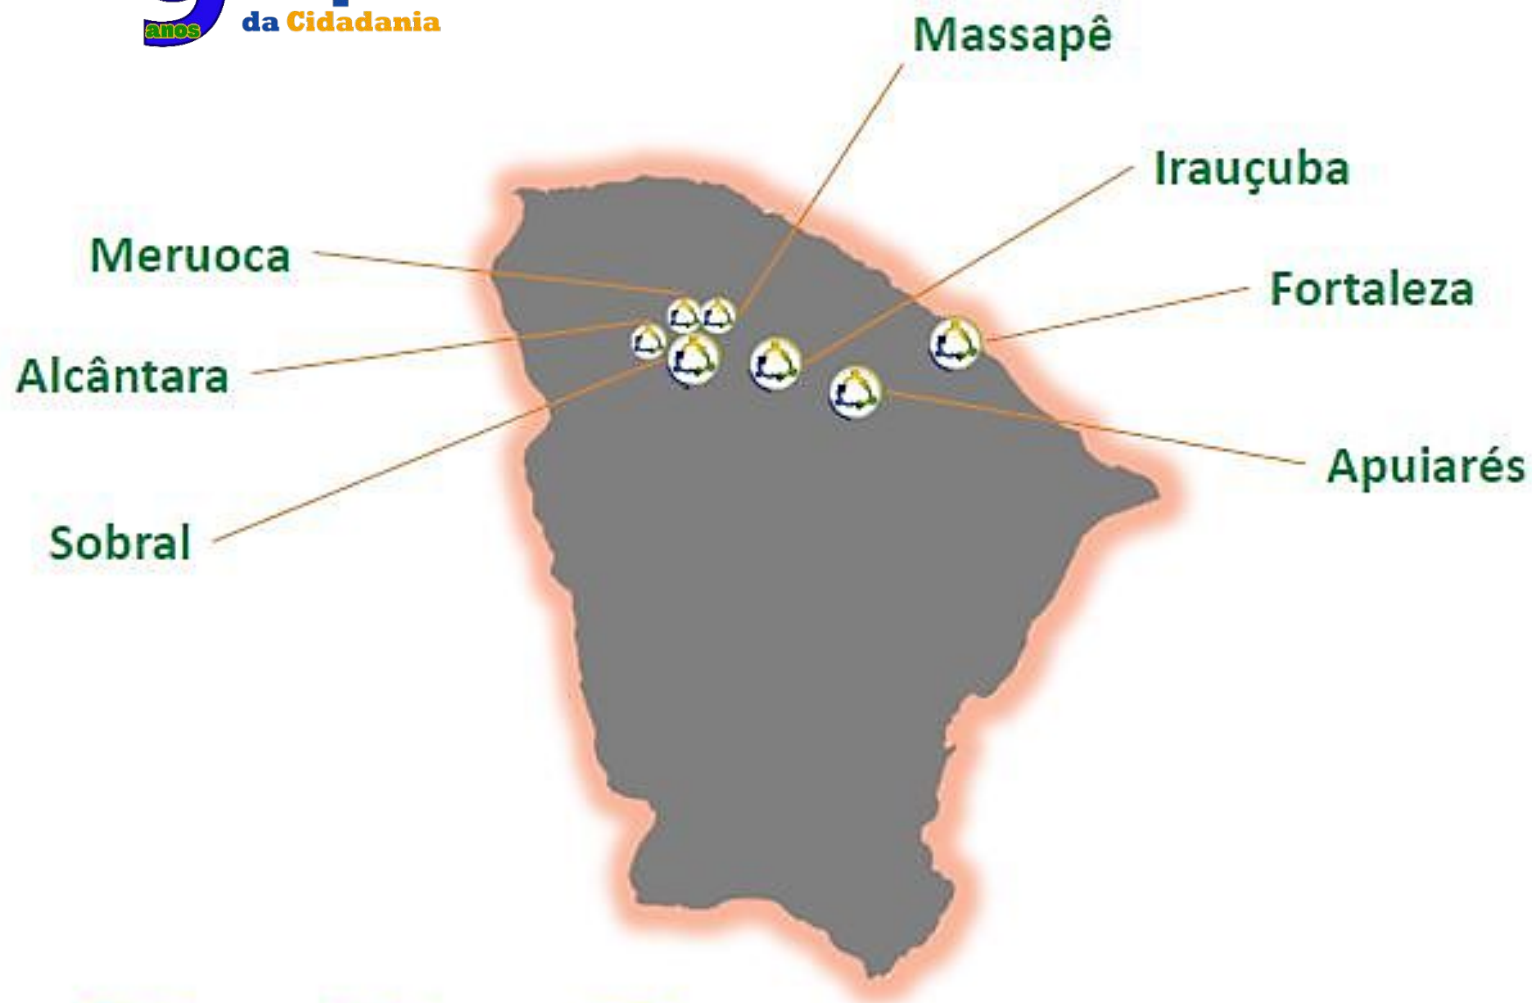 anos
da Cidadania
Massapê
Irauçuba
Meruoca
Fortaleza
Alcântara
Apuiarés
Sobral